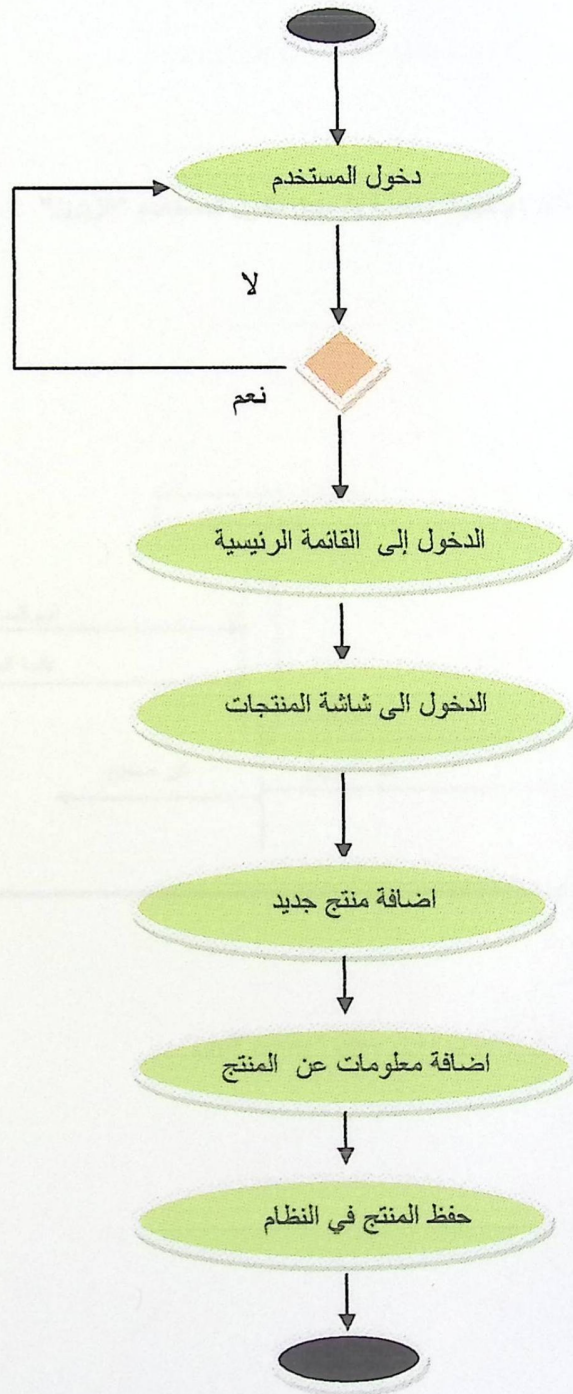 دخول المستخدم
لا
نعم
الدخول إلى القائمة الرئيسية
الدخول الى شاشة المنتجات
اضافة منتج جديد
اضافة معلومات عن المنتج
حفظ المنتج في النظام